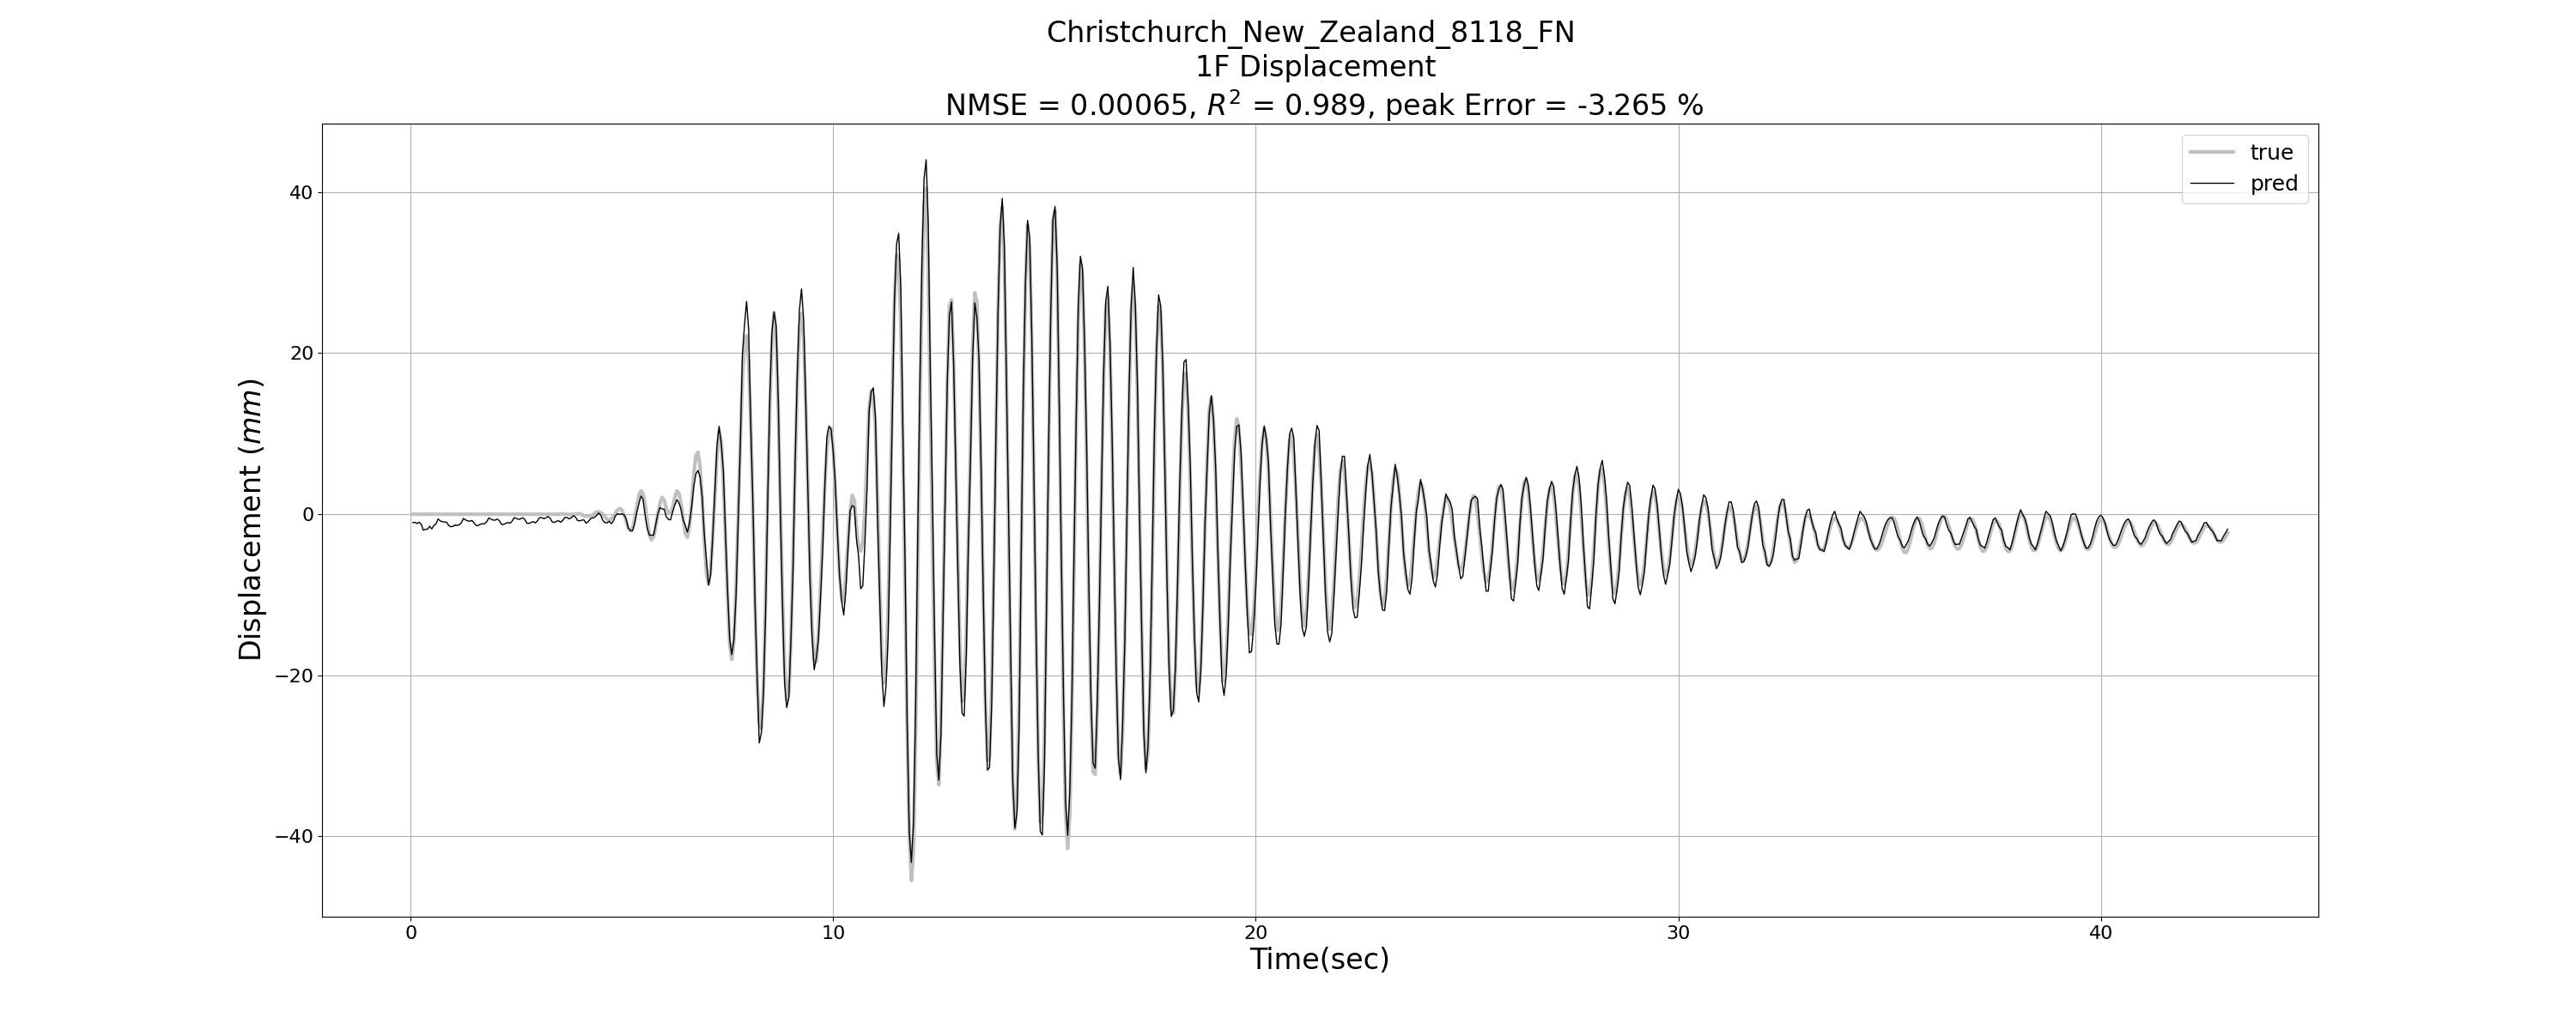 Christchurch_New_Zealand_8118_FN
1F Displacement
NMSE = 0.00065, R² = 0.989, peak Error = -3.265 %
true
pred
40
20
0
−20
−40
Displacement (mm)
0 10 20 30 40
Time(sec)